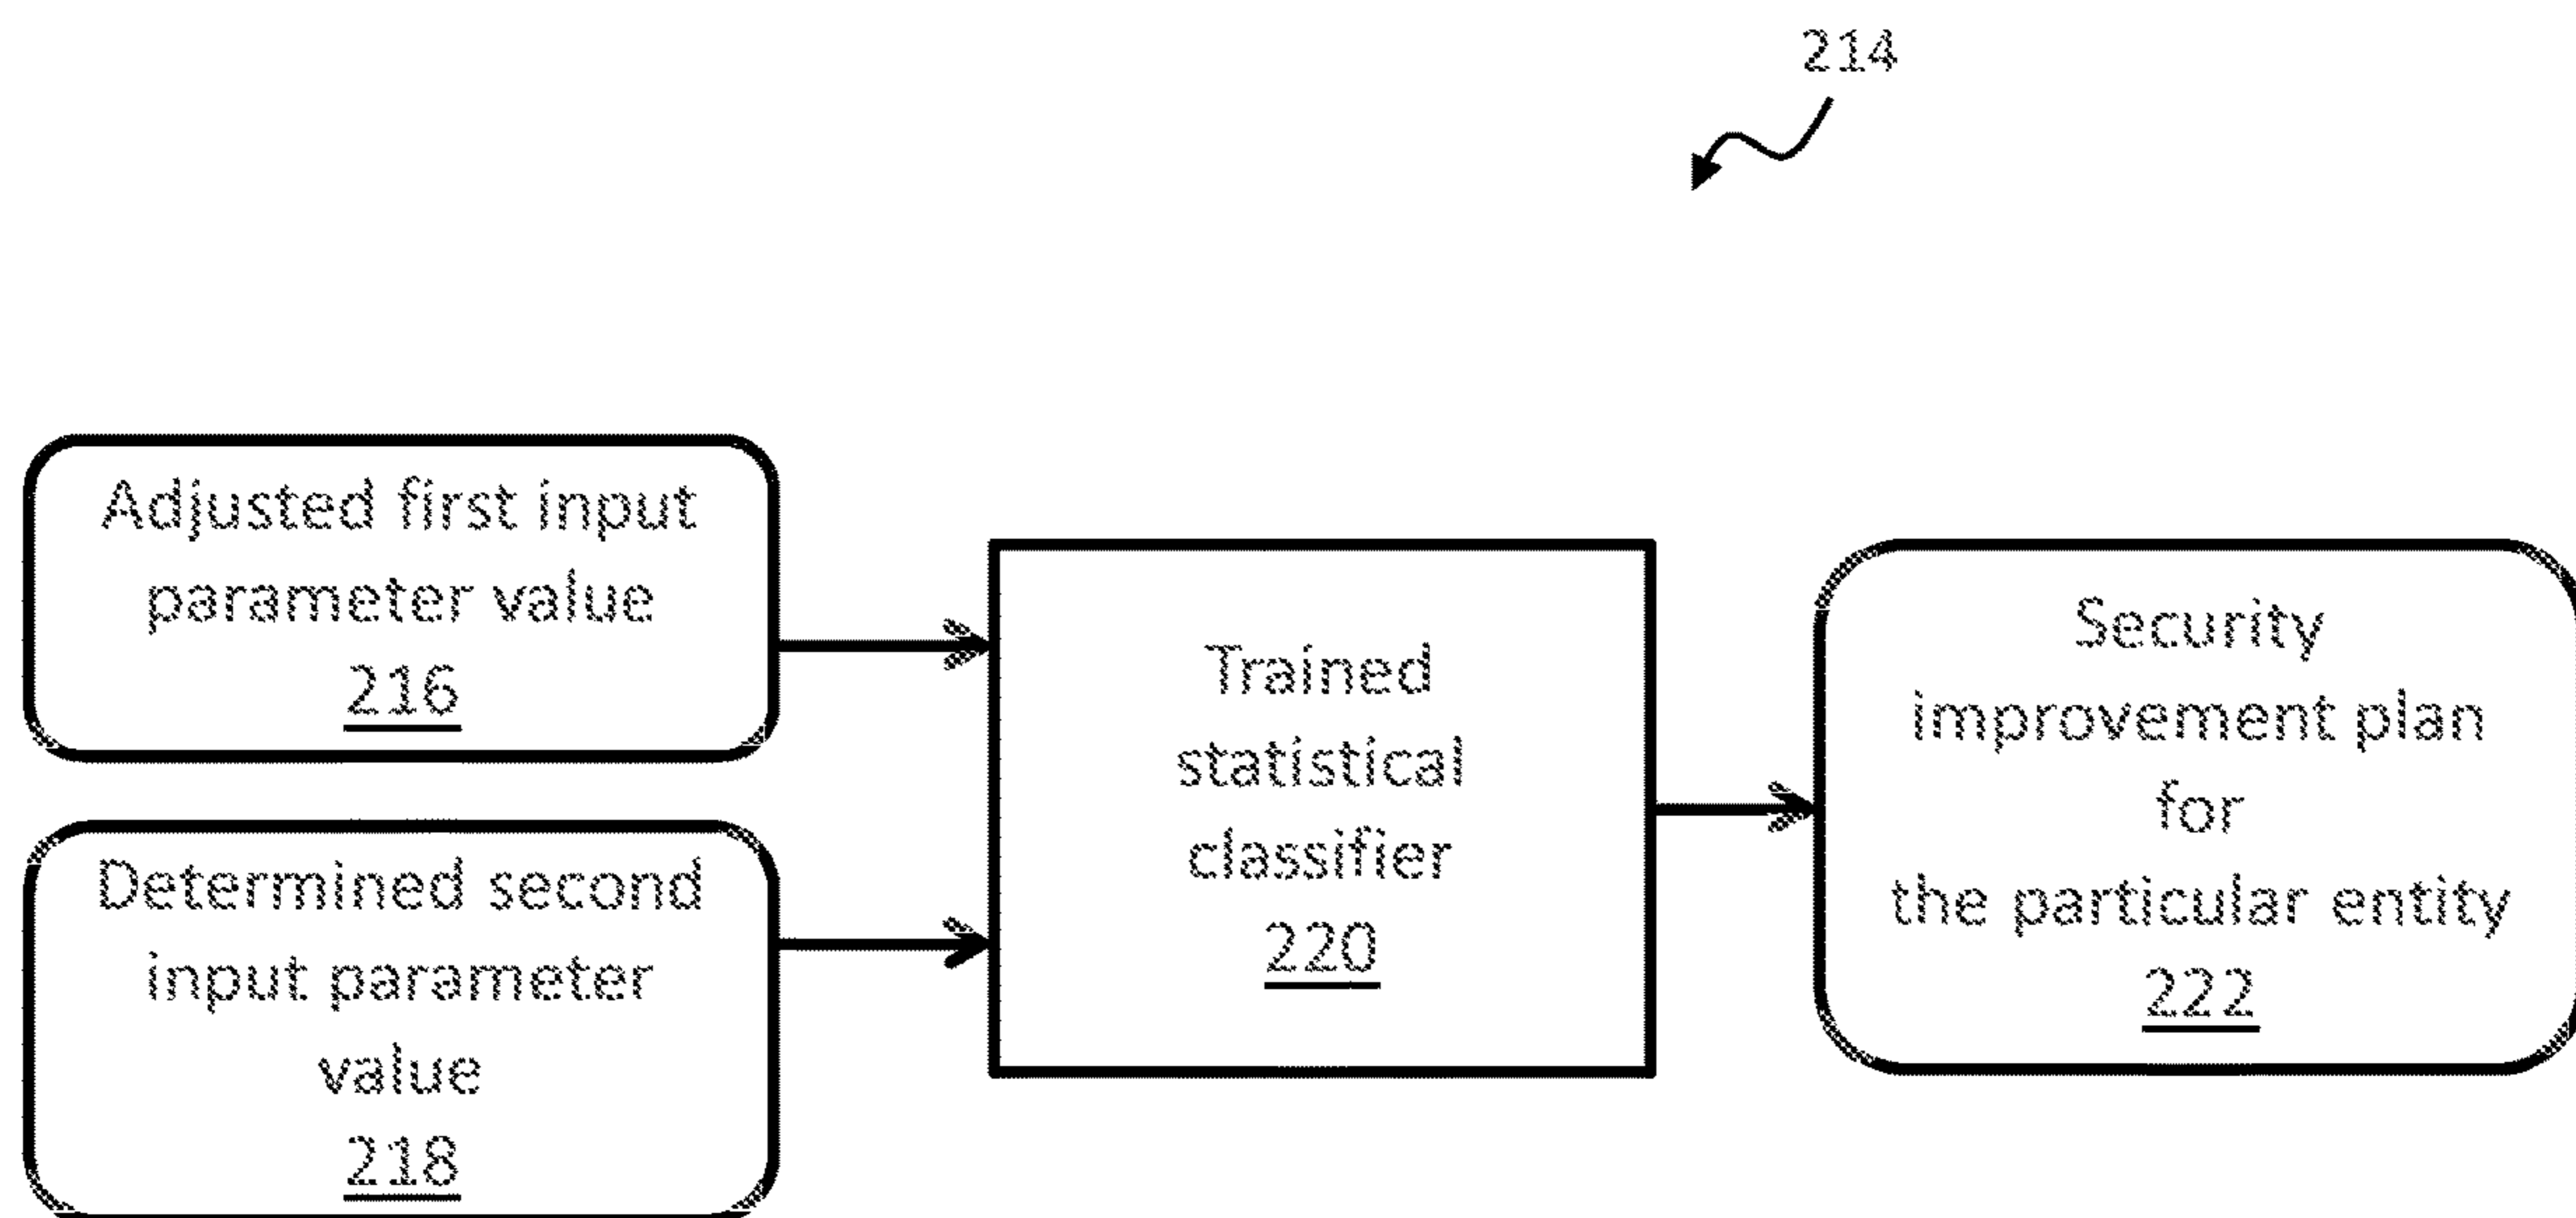 214
Adjusted first input
parameter value
216
Determined second
input parameter
value
218
Trained
statistical
classifier
220
Security
improvement plan
for
the particular entity
222